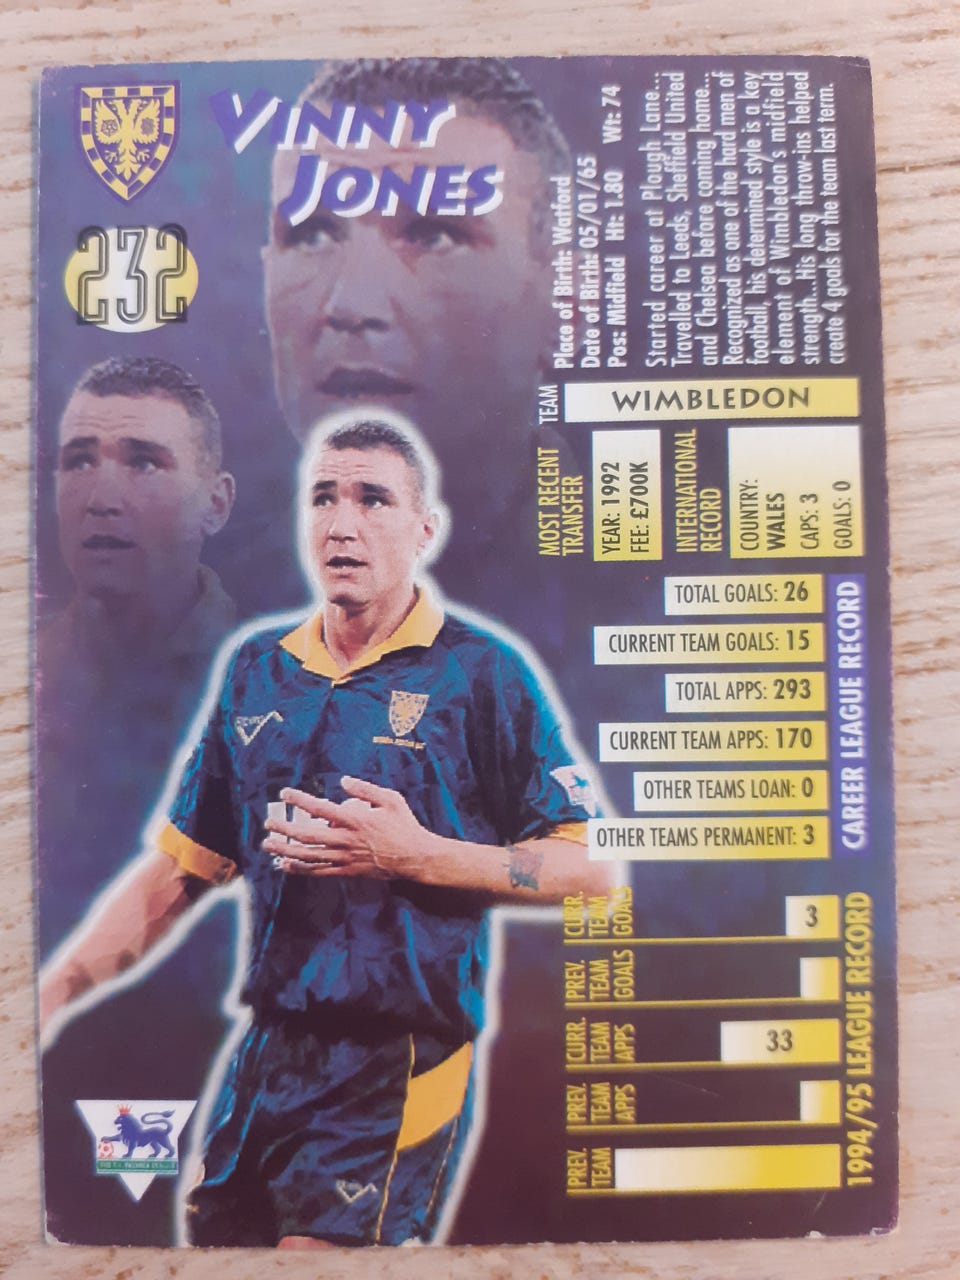 VINNY
JONES
232
Place of Birth: Watford
Date of Birth: 05/01/65
Pos: Midfield Ht: 1.80 Wt: 74
Started career at Plough Lane...
Travelled to Leeds, Sheffield United
and Chelsea before coming home...
Recognized as one of the hard men of
football, his determined style is a key
element of Wimbledon's midfield
strength...His long throw-ins helped
create 4 goals for the team last term.
TEAM
WIMBLEDON
MOST RECENT
TRANSFER
YEAR: 1992
FEE: £700K
INTERNATIONAL
RECORD
COUNTRY:
WALES
CAPS: 3
GOALS: 0
TOTAL GOALS: 26
CURRENT TEAM GOALS: 15
TOTAL APPS: 293
CURRENT TEAM APPS: 170
OTHER TEAMS LOAN: 0
OTHER TEAMS PERMANENT: 3
CAREER LEAGUE RECORD
CURR.
TEAM
GOALS
3
PREV.
TEAM
GOALS
CURR.
TEAM
APPS
33
PREV.
TEAM
APPS
PREV.
TEAM
1994/95 LEAGUE RECORD